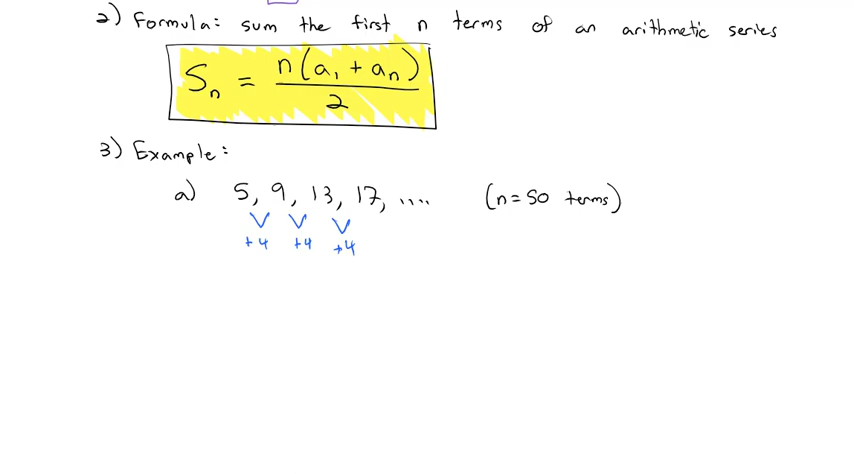 2) Formula: sum the first n terms of an arithmetic series
Sn = n(a1 + an) / 2
3) Example:
a) 5, 9, 13, 17, .... (n=50 terms)
+4 +4 +4